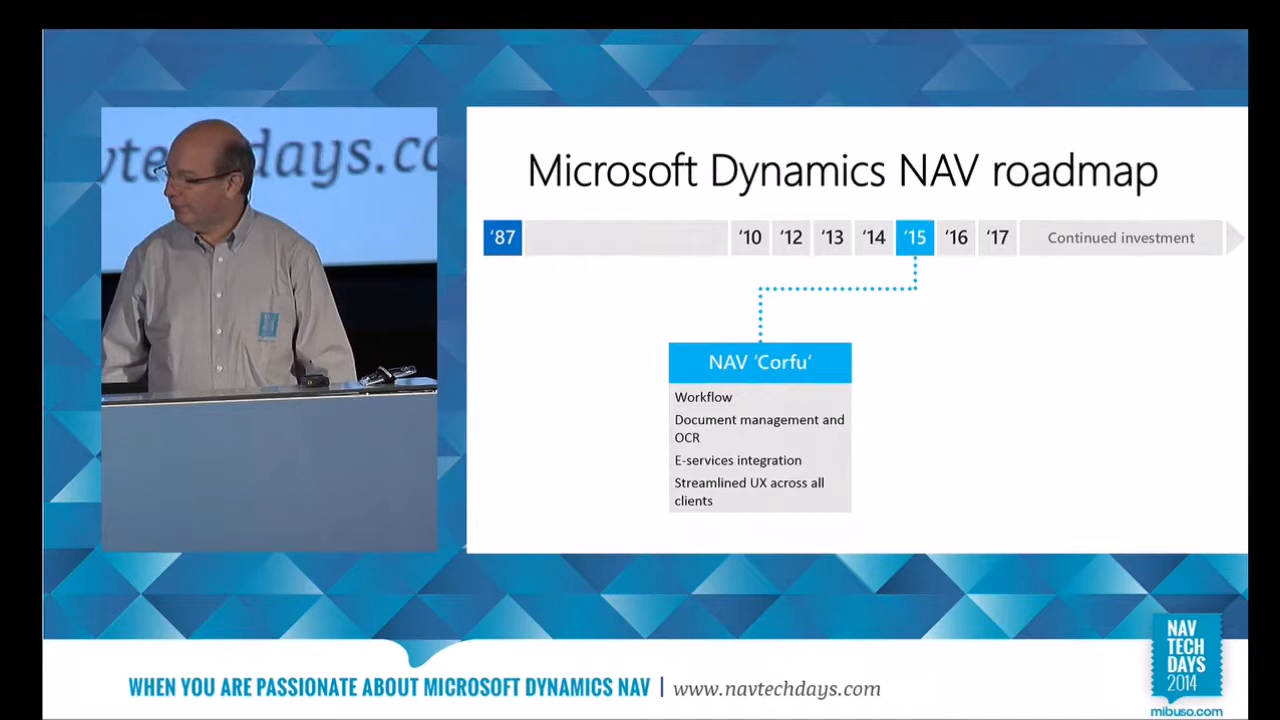 vtechdays.co
Microsoft Dynamics NAV roadmap
'87
'10
'12
'13
'14
'15
'16
'17
Continued investment
NAV 'Corfu'
Workflow
Document management and
OCR
E-services integration
Streamlined UX across all
clients
WHEN YOU ARE PASSIONATE ABOUT MICROSOFT DYNAMICS NAV | www.navtechdays.com
NAV
TECH
DAYS
2014
mibuso.com